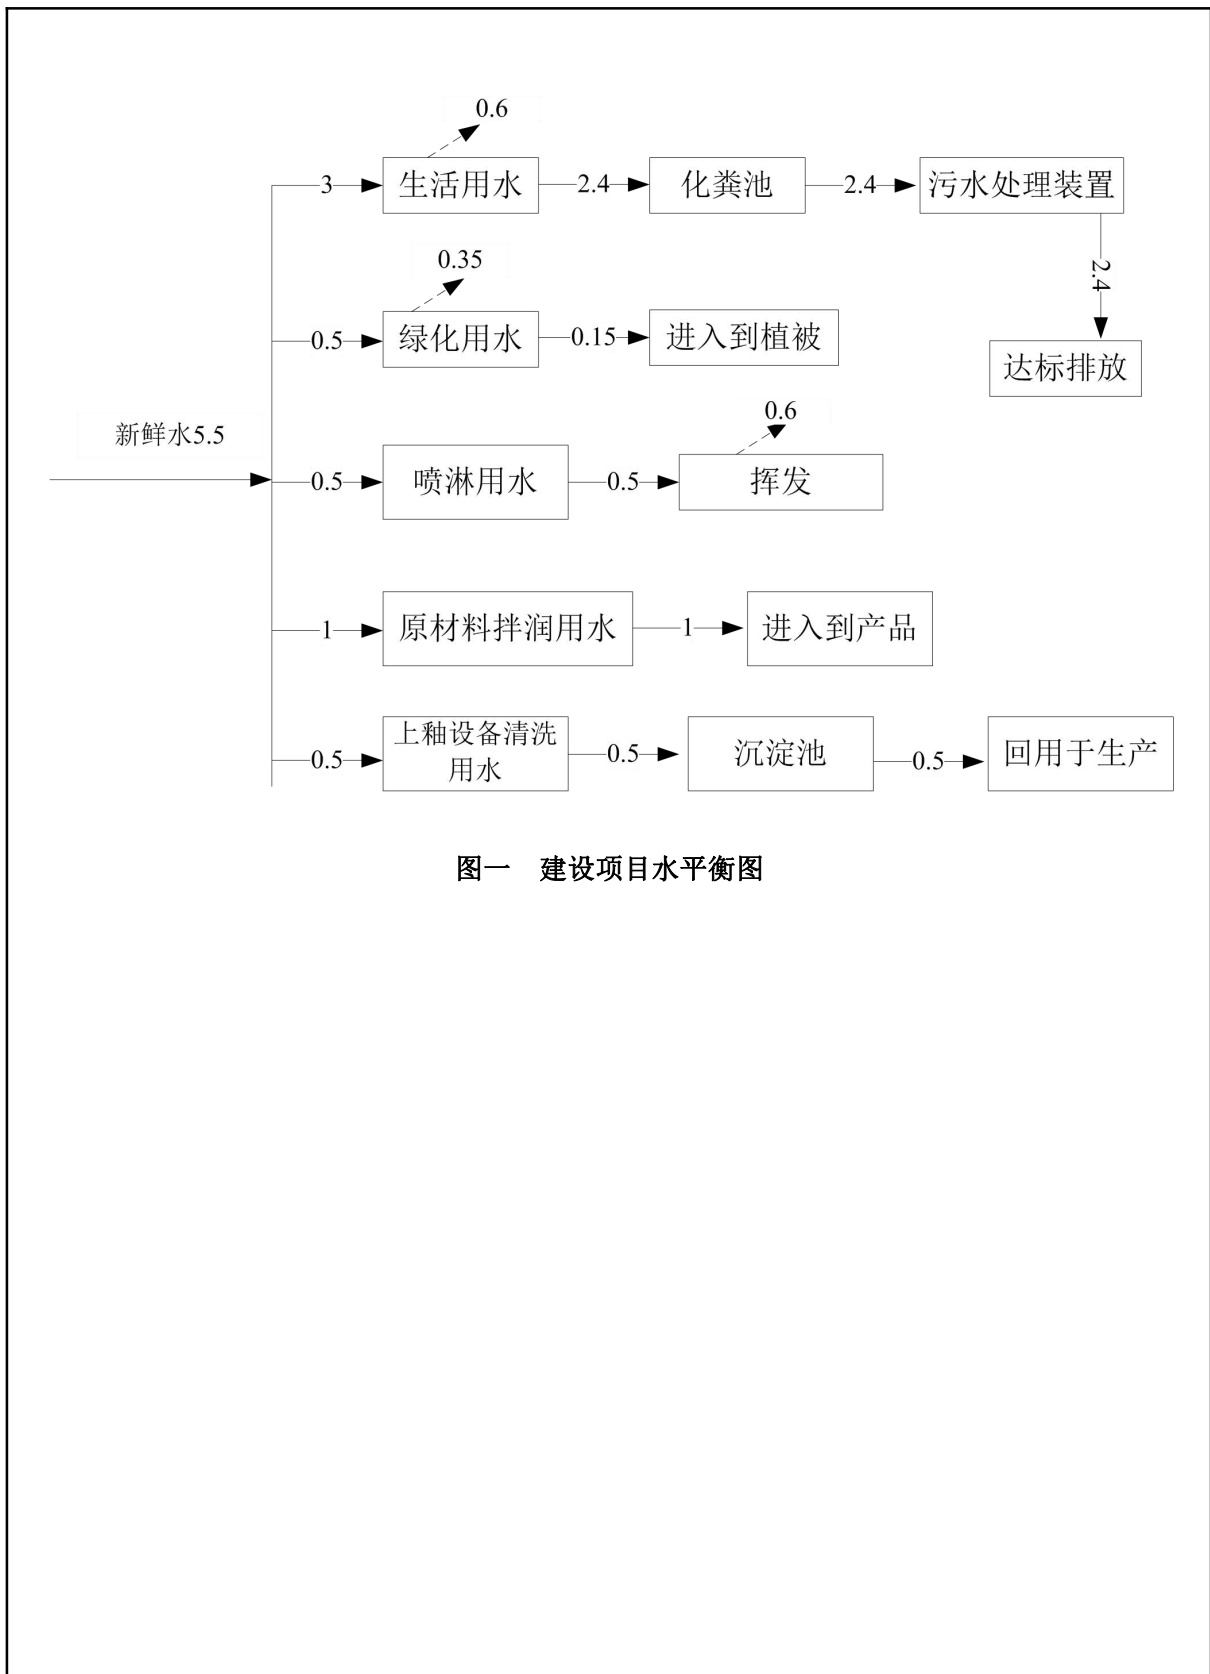 0.6
3
生活用水
2.4
化粪池
2.4
污水处理装置
2.4
达标排放
0.35
0.5
绿化用水
0.15
进入到植被
新鲜水5.5
0.6
0.5
喷淋用水
0.5
挥发
1
原材料拌润用水
1
进入到产品
0.5
上釉设备清洗
用水
0.5
沉淀池
0.5
回用于生产
图一 建设项目水平衡图